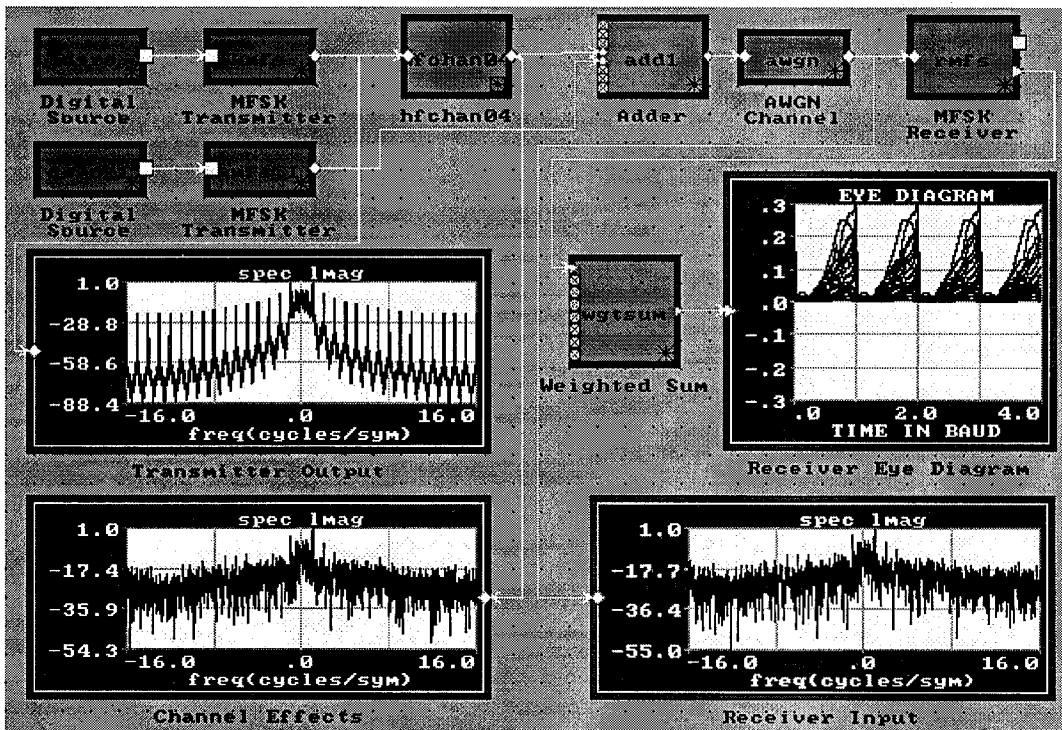 fchan04
add1
awgn
rmfs
Digital Source
MFSK Transmitter
hfchan04
Adder
AWGN Channel
MFSK Receiver
Digital Source
MFSK Transmitter
spec lmag
1.0
-28.8
-58.6
-88.4
-16.0 .0 16.0
freq(cycles/sym)
Transmitter Output
wgtsum
Weighted Sum
EYE DIAGRAM
.3
.2
.1
.0
-.1
-.2
-.3
.0 2.0 4.0
TIME IN BAUD
Receiver Eye Diagram
spec lmag
1.0
-17.4
-35.9
-54.3
-16.0 .0 16.0
freq(cycles/sym)
Channel Effects
spec lmag
1.0
-17.7
-36.4
-55.0
-16.0 .0 16.0
freq(cycles/sym)
Receiver Input